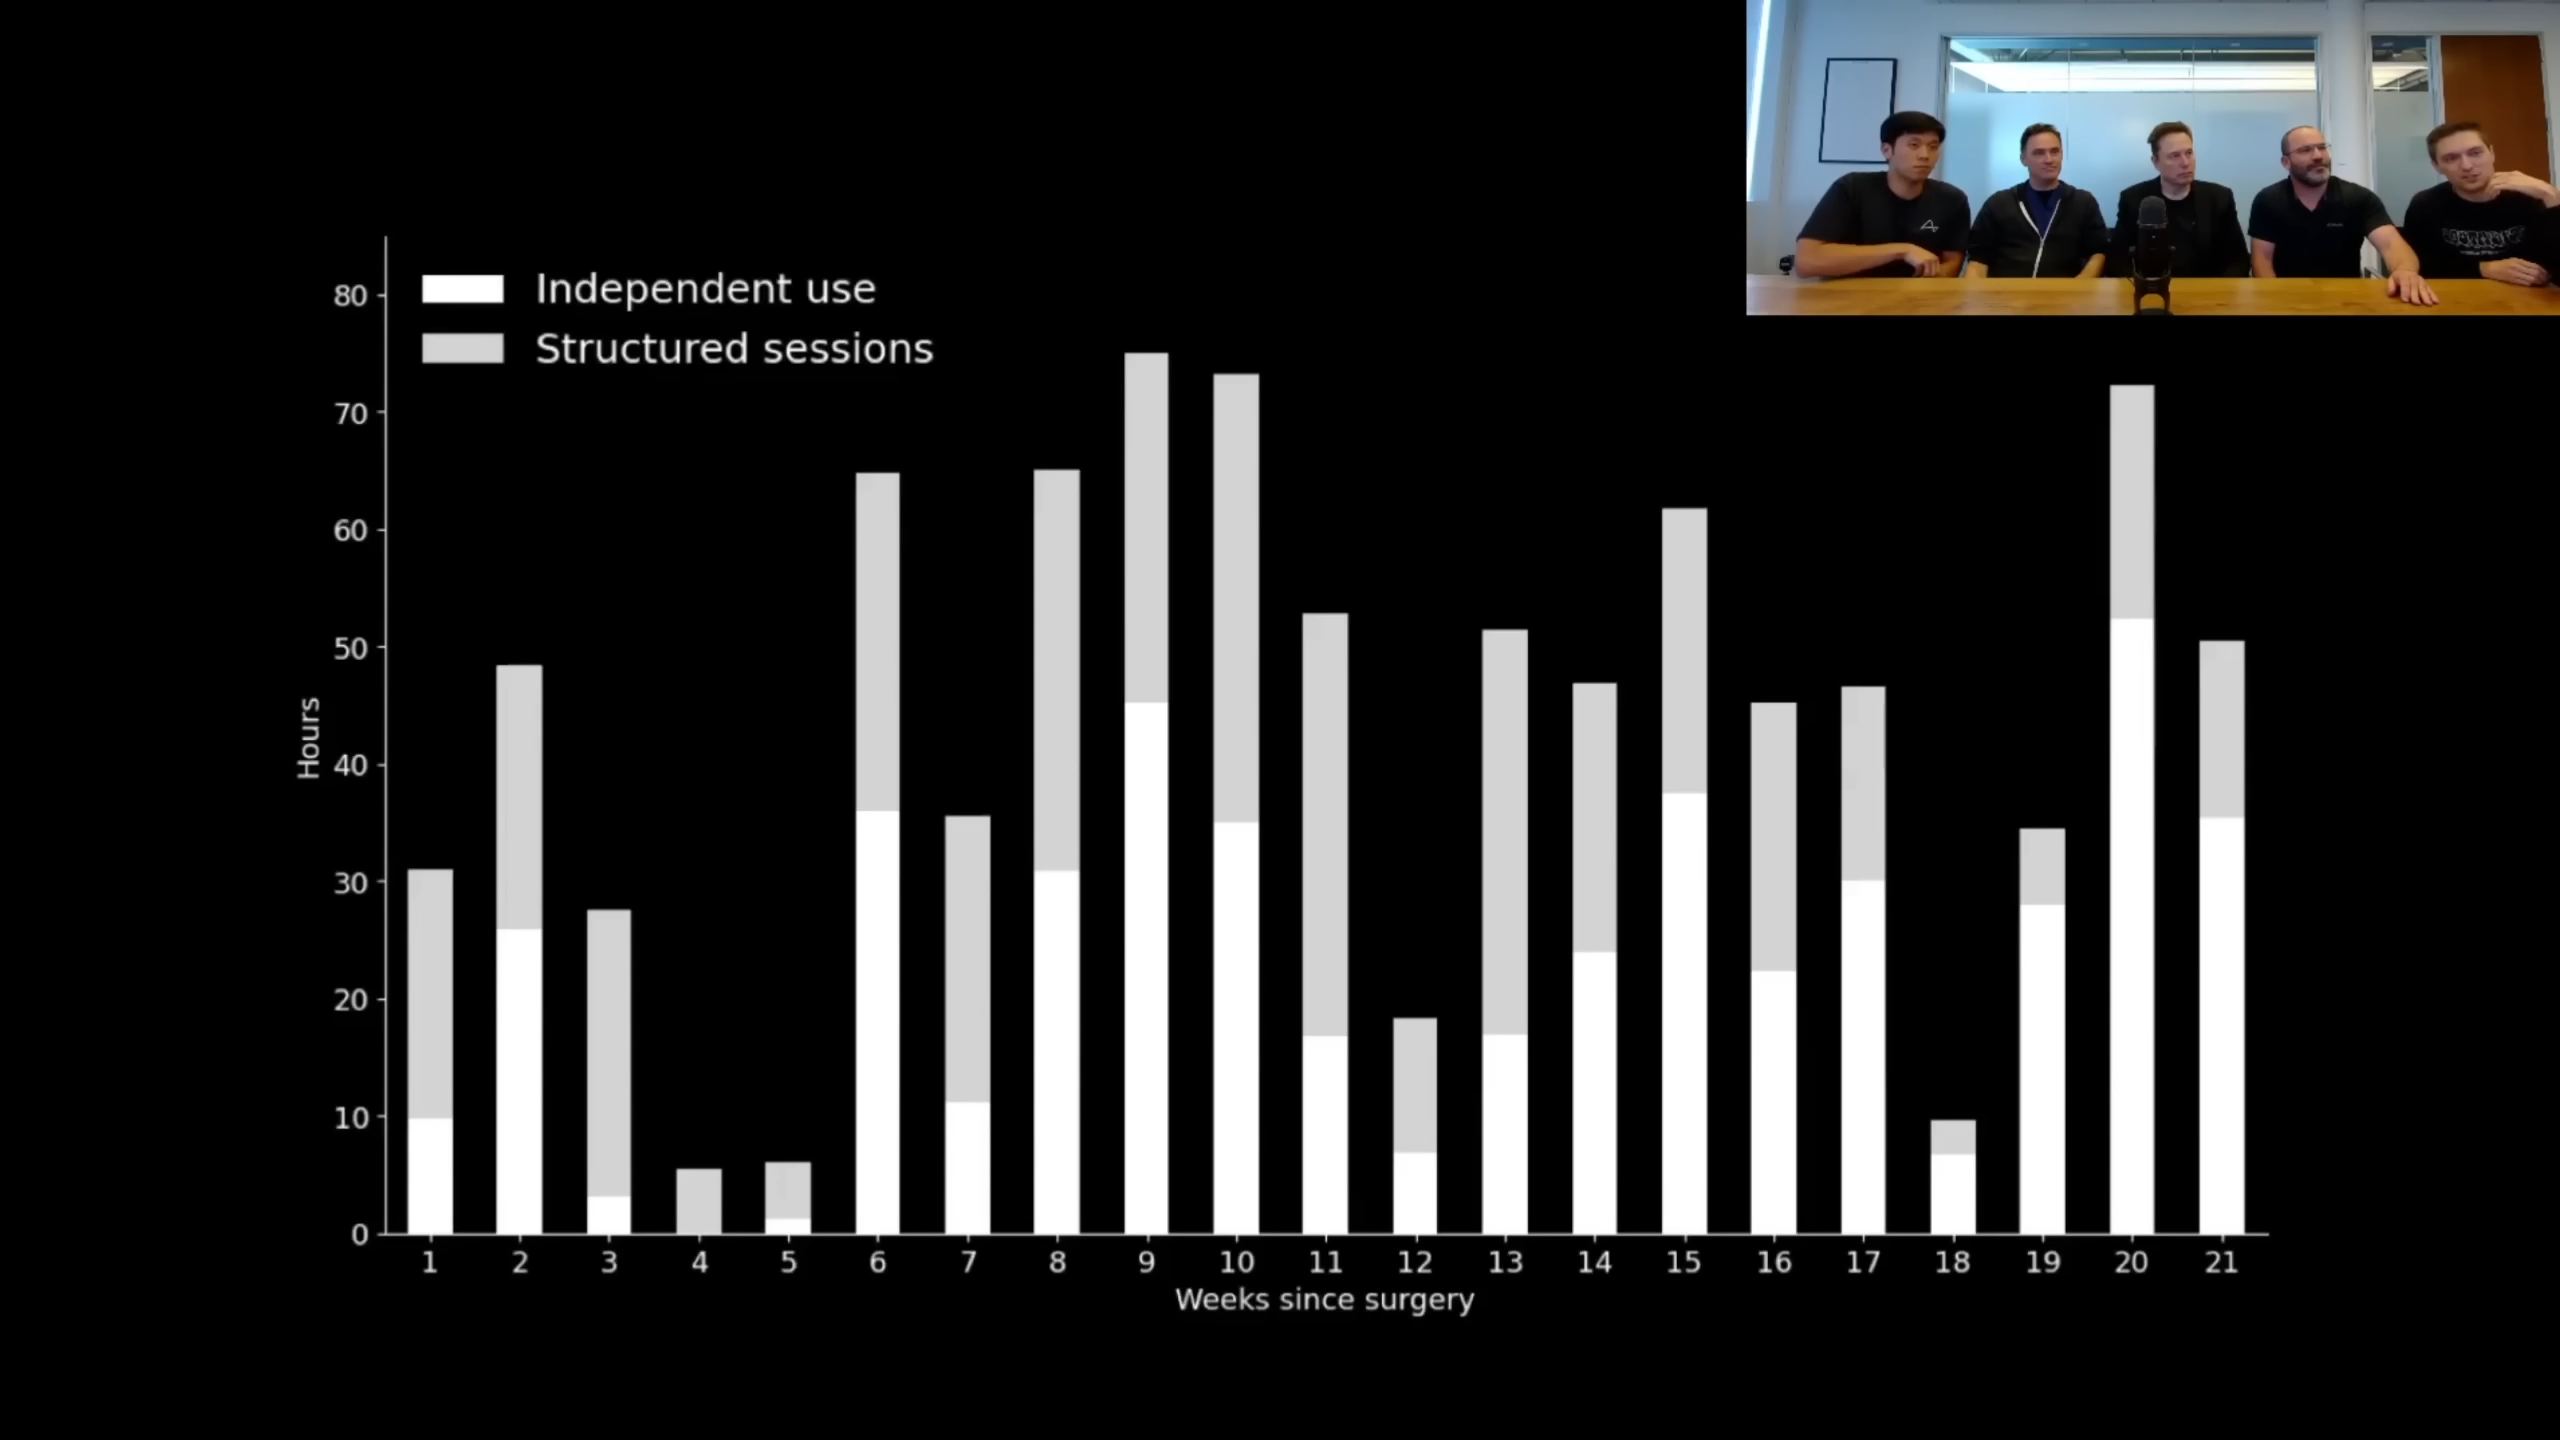 Independent use
Structured sessions
80
70
60
50
40
30
20
10
0
Hours
1 2 3 4 5 6 7 8 9 10 11 12 13 14 15 16 17 18 19 20 21
Weeks since surgery